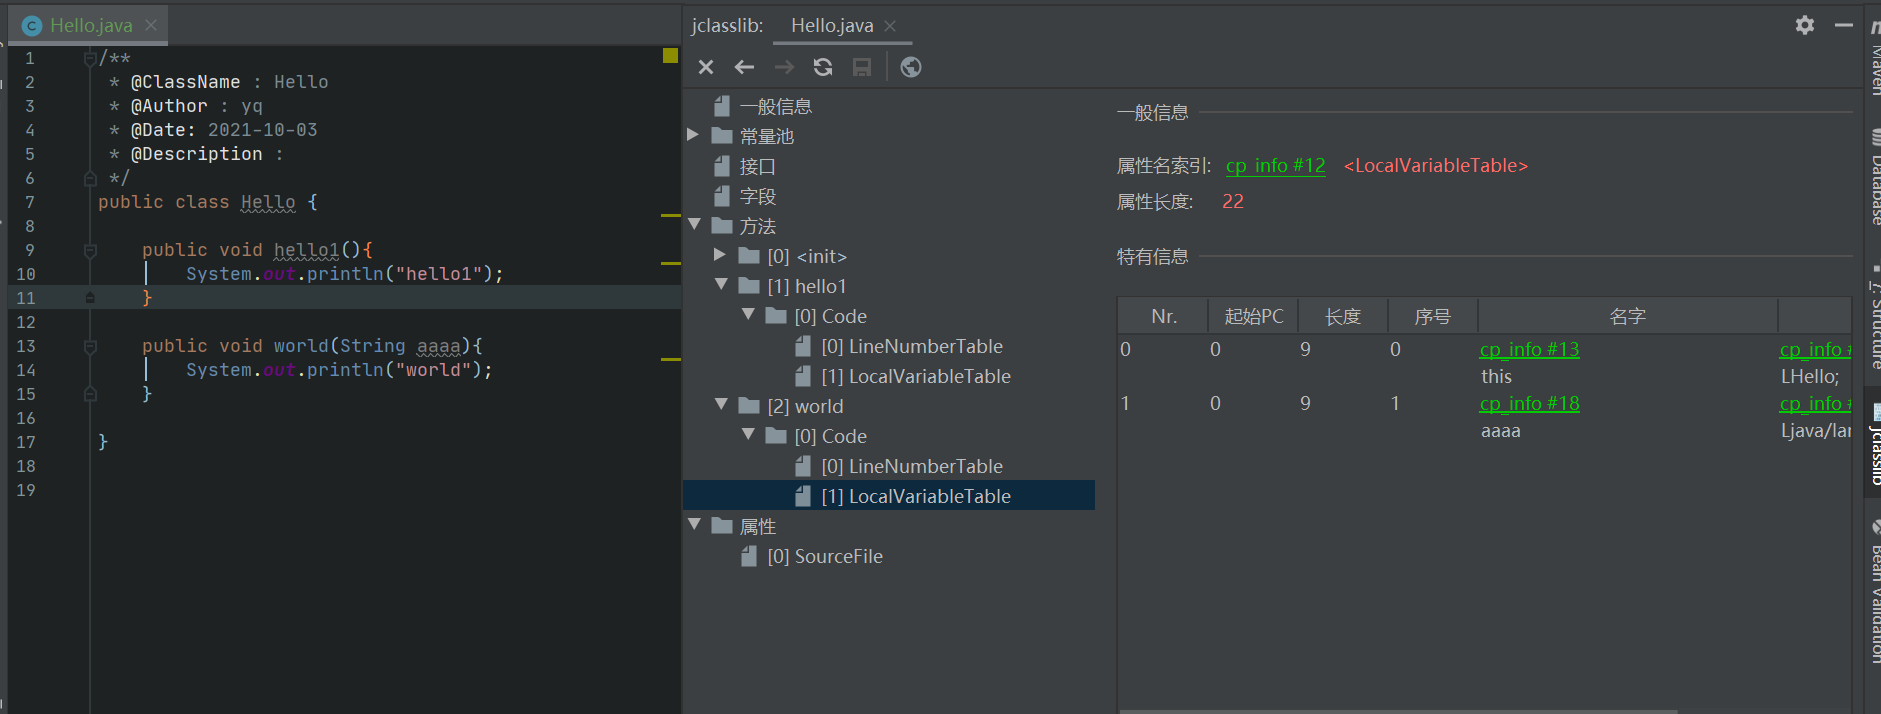 Hello.java
1 /**
2 * @ClassName : Hello
3 * @Author : yq
4 * @Date: 2021-10-03
5 * @Description :
6 */
7 public class Hello {
8
9 public void hello1(){
10 System.out.println("hello1");
11 }
12
13 public void world(String aaaa){
14 System.out.println("world");
15 }
16
17 }
18
19
jclasslib: Hello.java
一般信息
常量池
接口
字段
方法
[0] <init>
[1] hello1
[0] Code
[0] LineNumberTable
[1] LocalVariableTable
[2] world
[0] Code
[0] LineNumberTable
[1] LocalVariableTable
属性
[0] SourceFile
一般信息
属性名索引: cp_info #12 <LocalVariableTable>
属性长度: 22
特有信息
Nr. 起始PC 长度 序号 名字
0 0 9 0 cp_info #13 cp_info #
this LHello;
1 0 9 1 cp_info #18 cp_info #
aaaa Ljava/lan
Maven
Database
7: Structure
jclasslib
Bean Validation